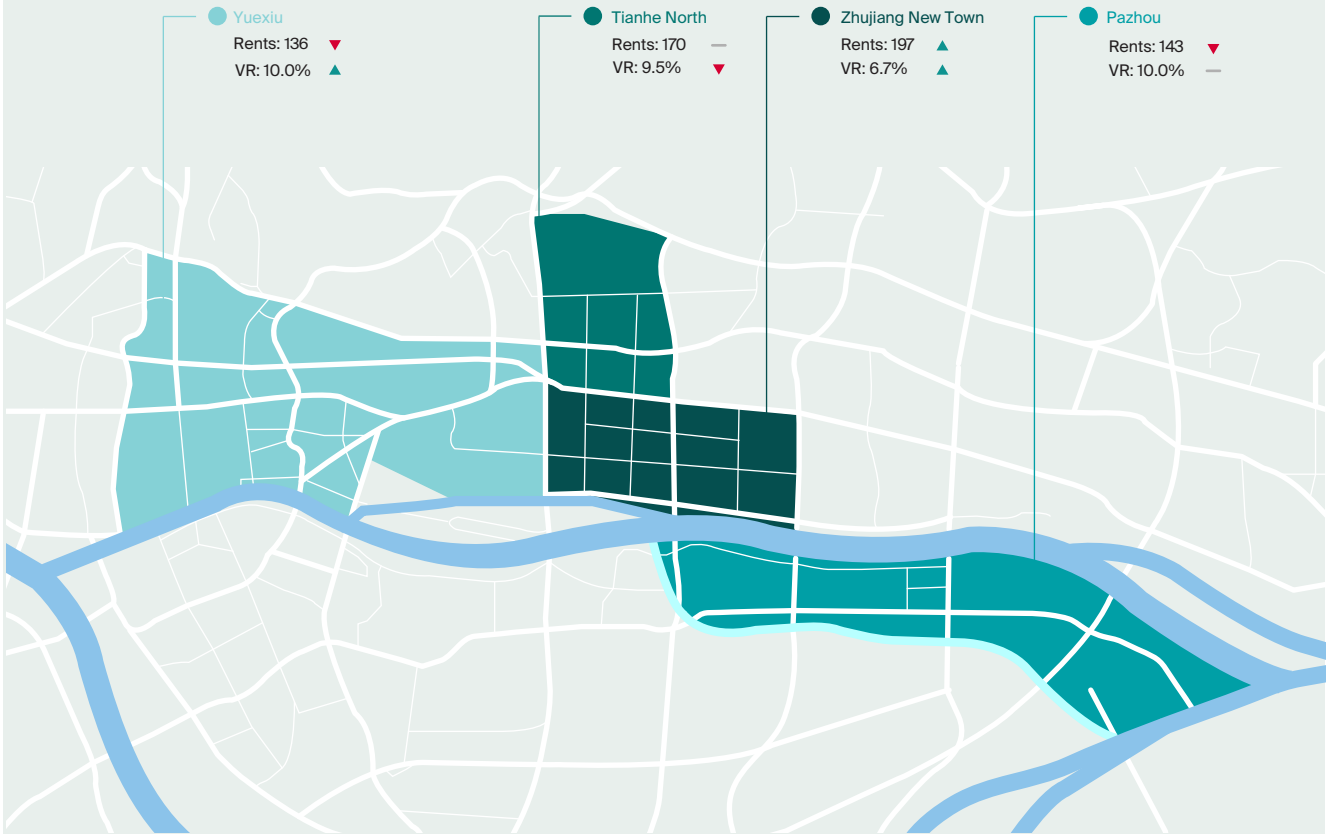 Yuexiu
Rents: 136
VR: 10.0%
Tianhe North
Rents: 170
VR: 9.5%
Zhujiang New Town
Rents: 197
VR: 6.7%
Pazhou
Rents: 143
VR: 10.0%